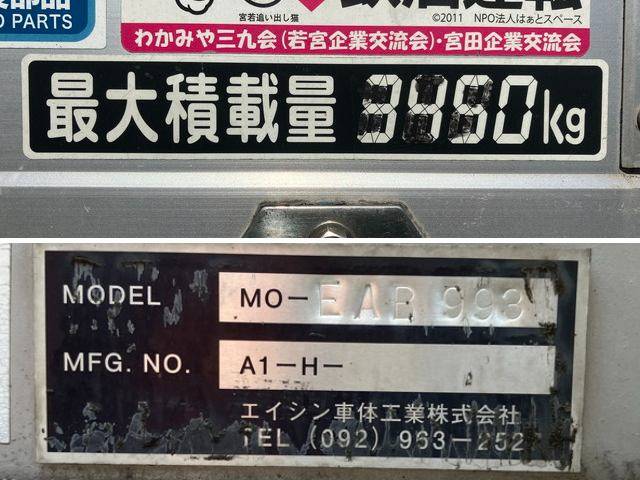 D PARTS
宮若追い出し猫
©2011 NPO法人はぁとスペース
わかみや三九会(若宮企業交流会)・宮田企業交流会
最大積載量 kg
MODEL MO-EAB 993
MFG. NO. A1-H-
エイシン車体工業株式会社
TEL (092) 963-252